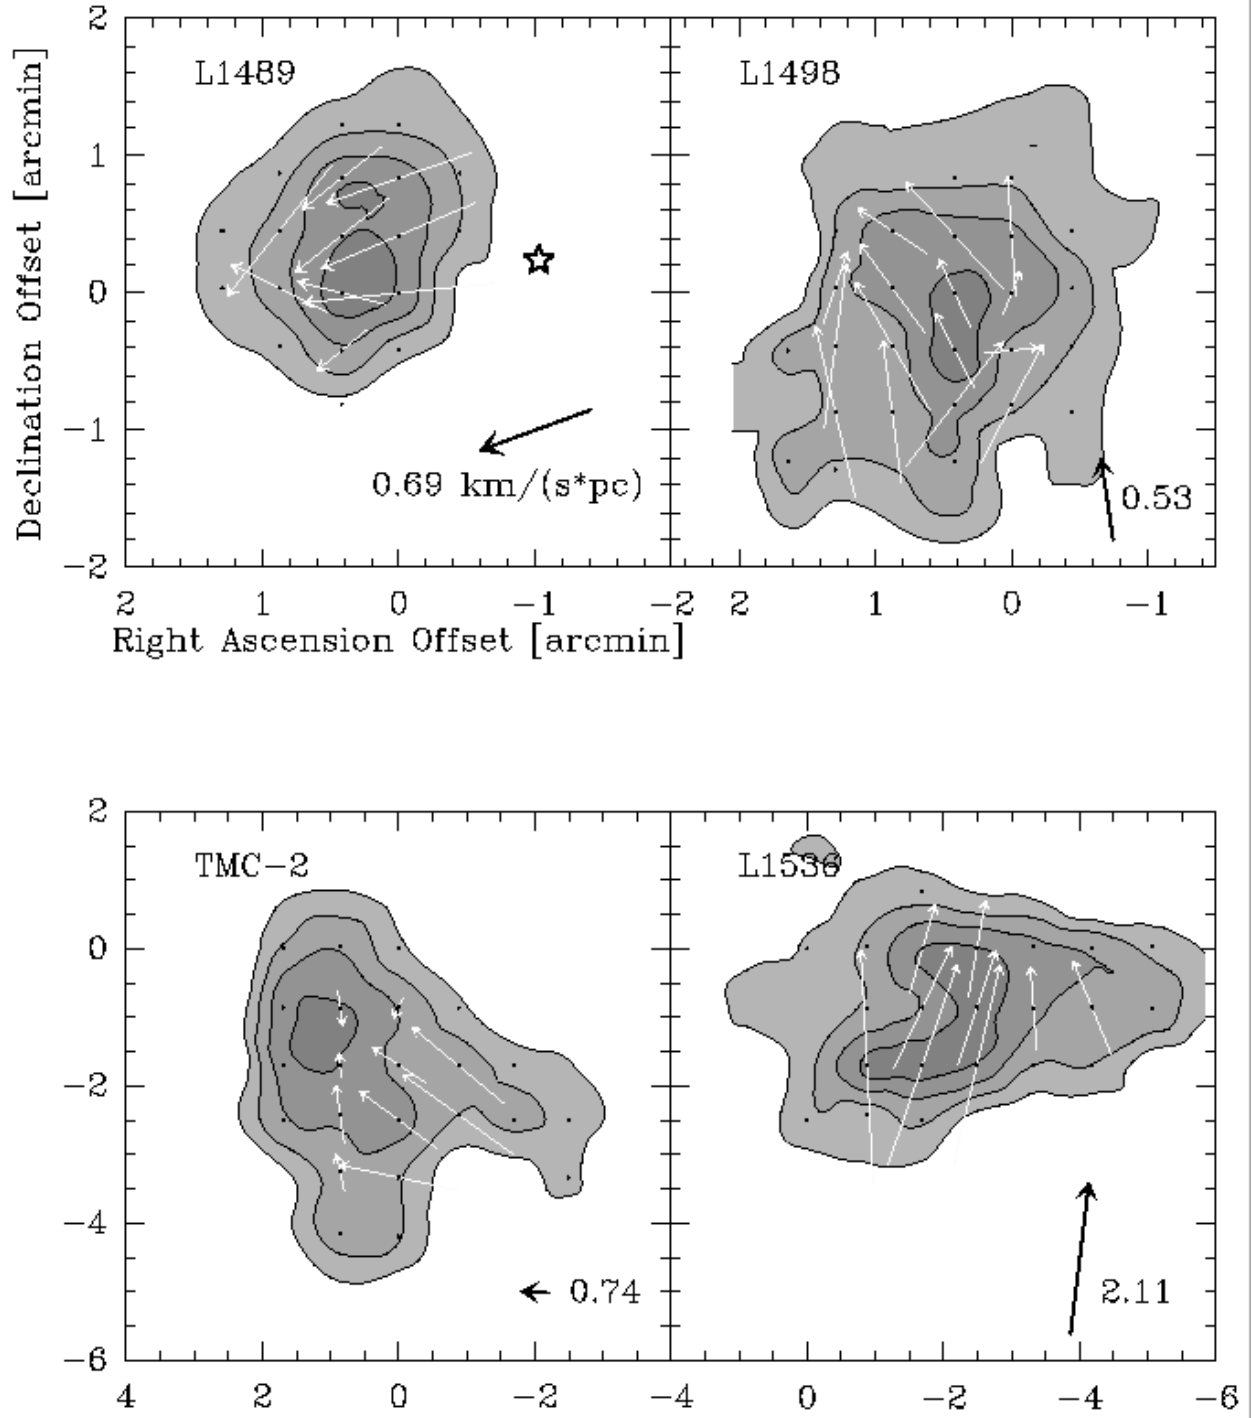 2
L1489
L1498
1
0
0.69 km/(s*pc)
-1
0.53
-2
Declination Offset [arcmin]
2 1 0 -1 -2 2 1 0 -1
Right Ascension Offset [arcmin]
2
TMC-2
L1536
0
-2
-4
0.74
2.11
-6
4 2 0 -2 -4 0 -2 -4 -6